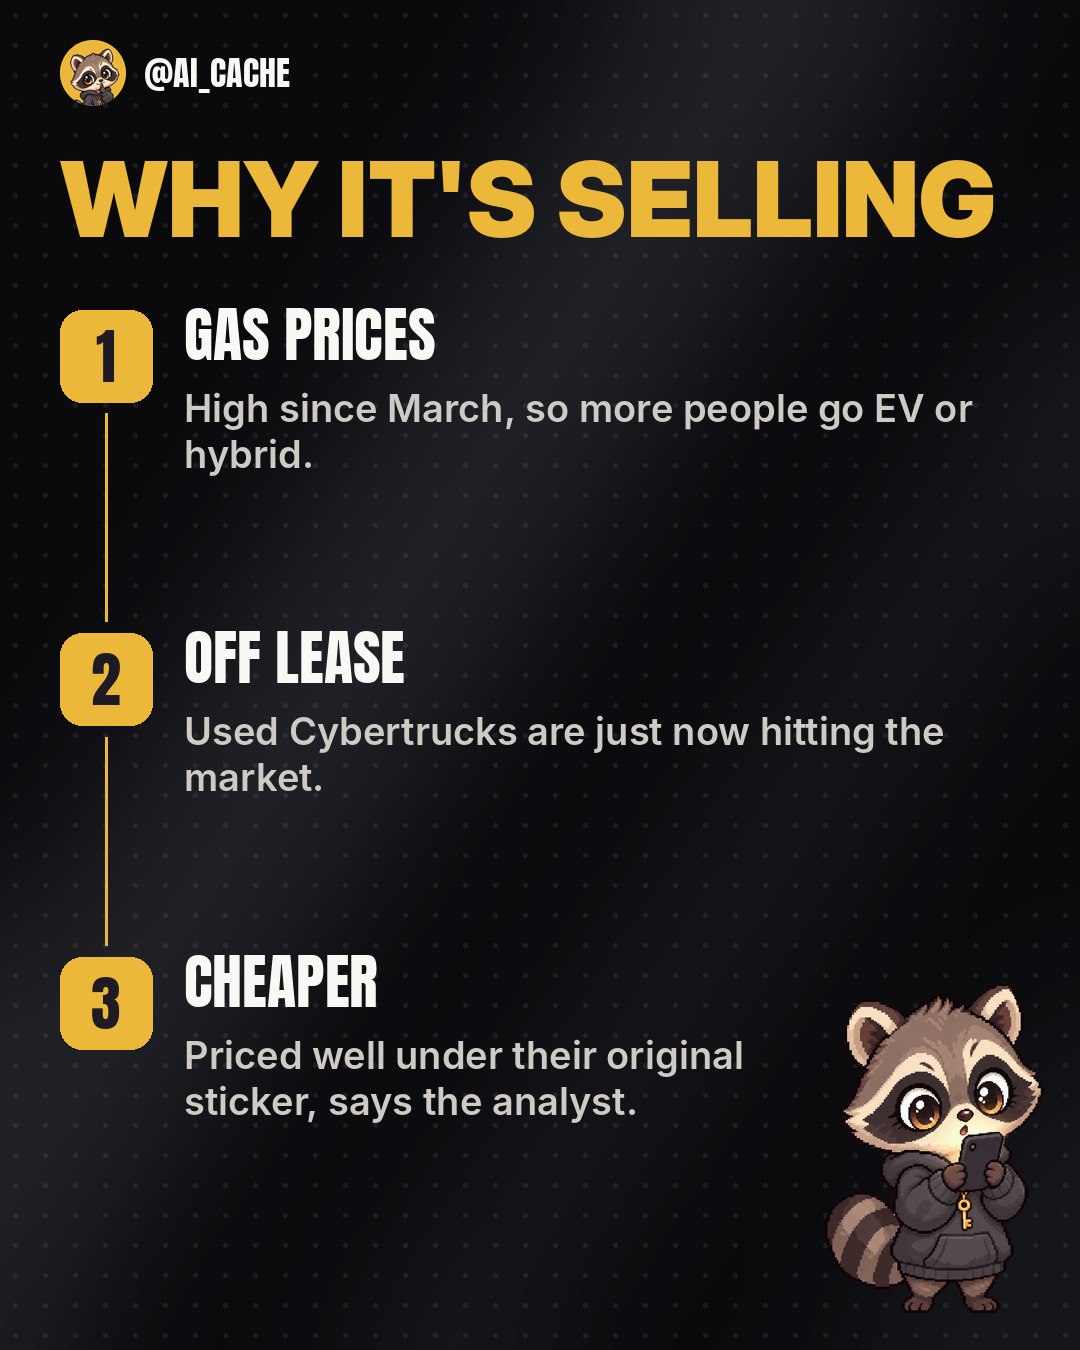 @AI_CACHE
WHY IT'S SELLING
1
GAS PRICES
High since March, so more people go EV or
hybrid.
2
OFF LEASE
Used Cybertrucks are just now hitting the
market.
3
CHEAPER
Priced well under their original
sticker, says the analyst.